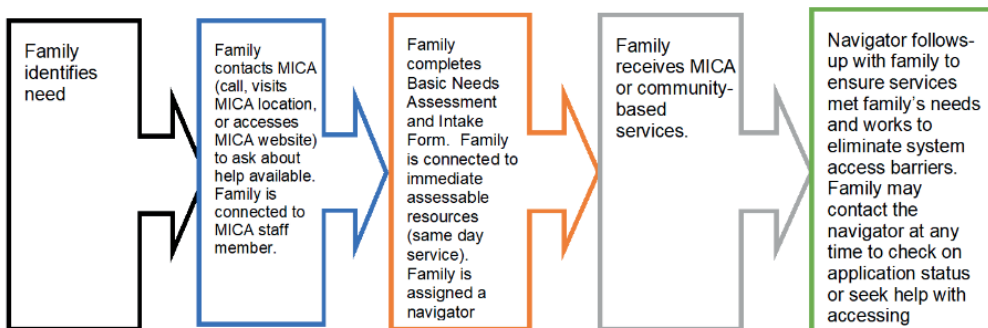 Family
identifies
need
Family
contacts MICA
(call, visits
MICA location,
or accesses
MICA website)
to ask about
help available.
Family is
connected to
MICA staff
member.
Family
completes
Basic Needs
Assessment
and Intake
Form. Family
is connected to
immediate
assessable
resources
(same day
service).
Family is
assigned a
navigator
Family
receives MICA
or community-
based
services.
Navigator follows-
up with family to
ensure services
met family's needs
and works to
eliminate system
access barriers.
Family may
contact the
navigator at any
time to check on
application status
or seek help with
accessing